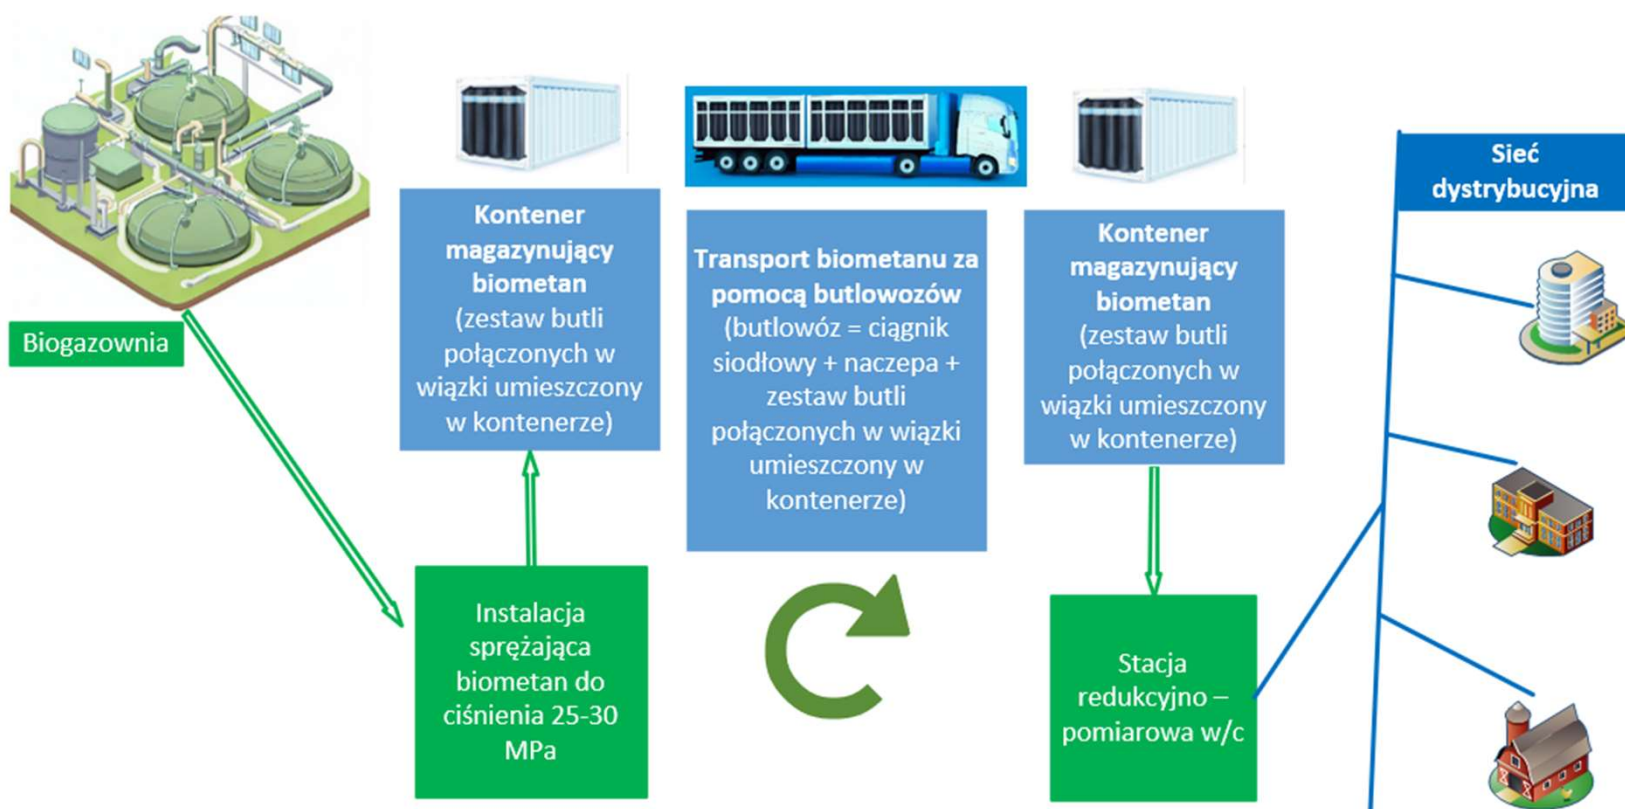 Biogazownia
Kontener
magazynujący
biometan
(zestaw butli
połączonych w
wiązki umieszczony
w kontenerze)
Instalacja
sprężająca
biometan do
ciśnienia 25-30
MPa
Transport biometanu za
pomocą butlowozów
(butlowóz = ciągnik
siodłowy + naczepa +
zestaw butli
połączonych w wiązki
umieszczony w
kontenerze)
Kontener
magazynujący
biometan
(zestaw butli
połączonych w
wiązki umieszczony
w kontenerze)
Stacja
redukcyjno –
pomiarowa w/c
Sieć
dystrybucyjna